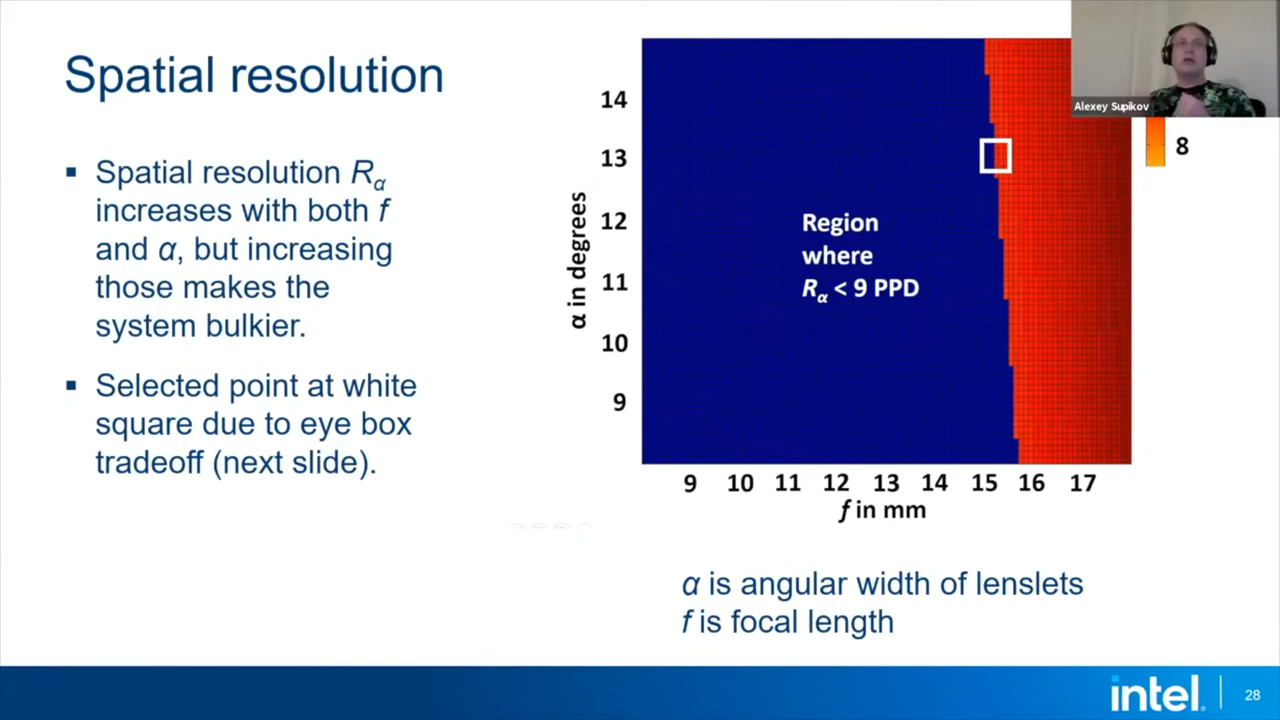 Spatial resolution
▪ Spatial resolution Rα
increases with both f
and α, but increasing
those makes the
system bulkier.
▪ Selected point at white
square due to eye box
tradeoff (next slide).
α in degrees
14
13
12
11
10
9
Region
where
Rα < 9 PPD
9 10 11 12 13 14 15 16 17
f in mm
8
Alexey Supikov
α is angular width of lenslets
f is focal length
intel.
28